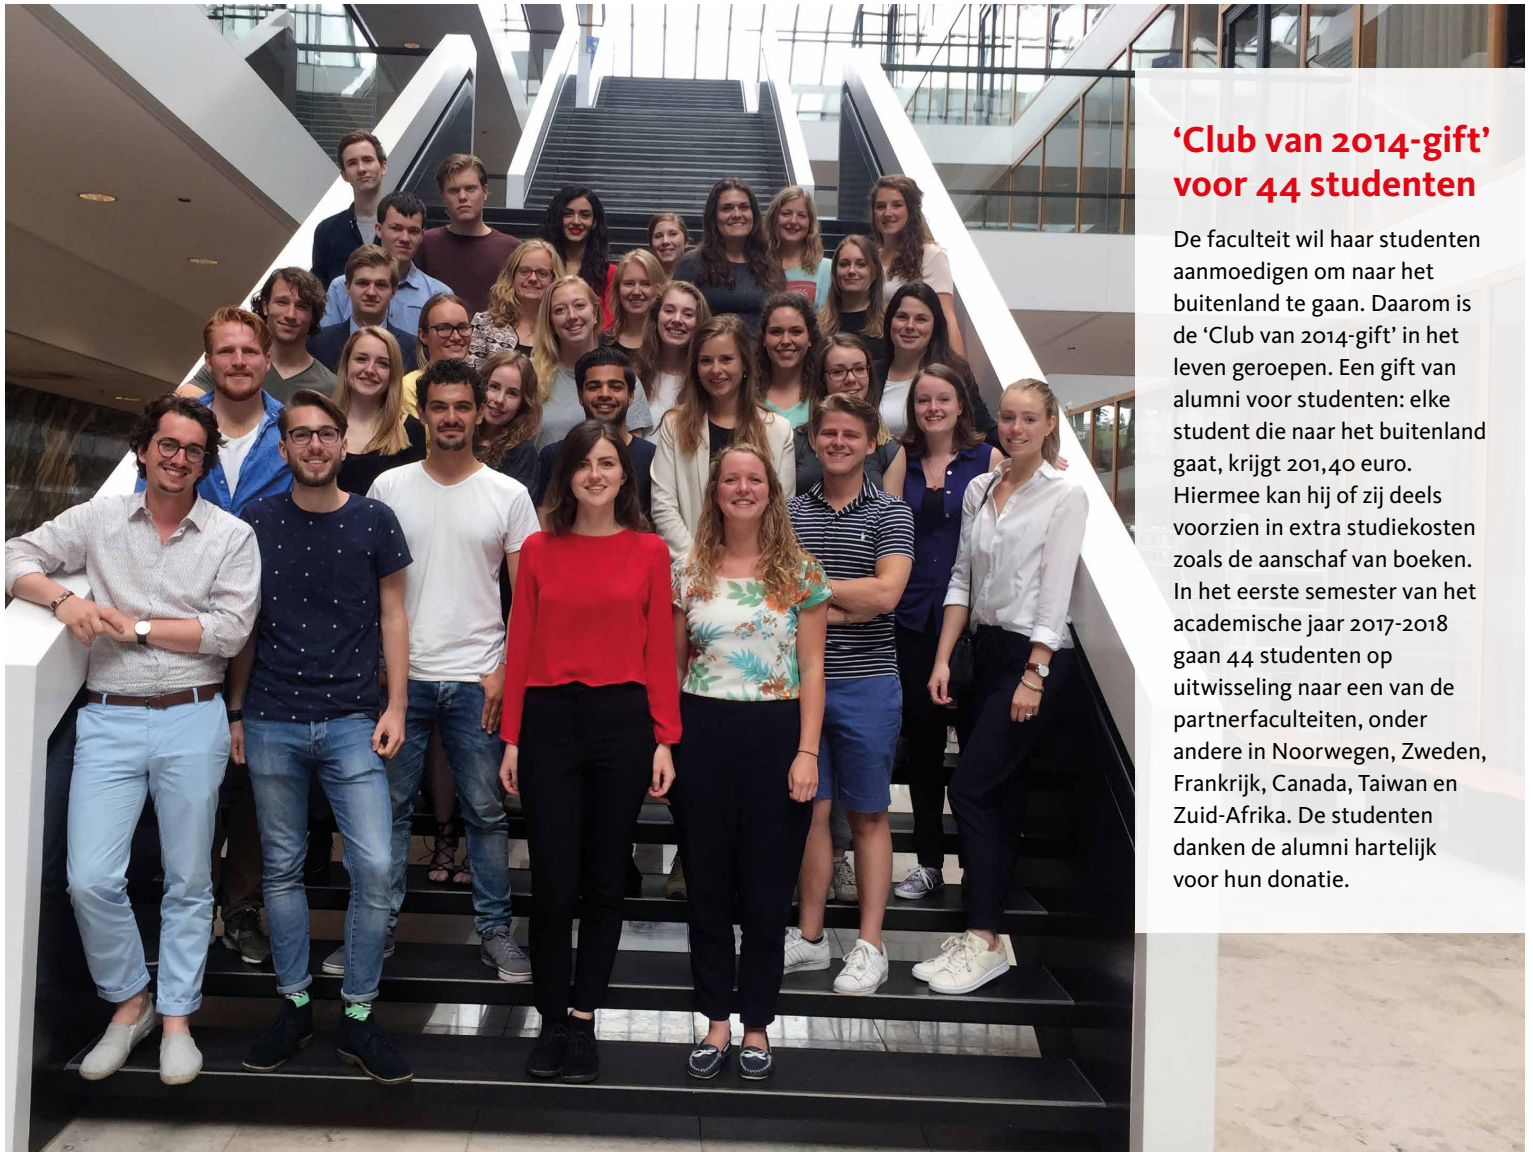 ‘Club van 2014-gift’
voor 44 studenten
De faculteit wil haar studenten
aanmoedigen om naar het
buitenland te gaan. Daarom is
de ‘Club van 2014-gift’ in het
leven geroepen. Een gift van
alumni voor studenten: elke
student die naar het buitenland
gaat, krijgt 201,40 euro.
Hiermee kan hij of zij deels
voorzien in extra studiekosten
zoals de aanschaf van boeken.
In het eerste semester van het
academische jaar 2017-2018
gaan 44 studenten op
uitwisseling naar een van de
partnerfaculteiten, onder
andere in Noorwegen, Zweden,
Frankrijk, Canada, Taiwan en
Zuid-Afrika. De studenten
danken de alumni hartelijk
voor hun donatie.